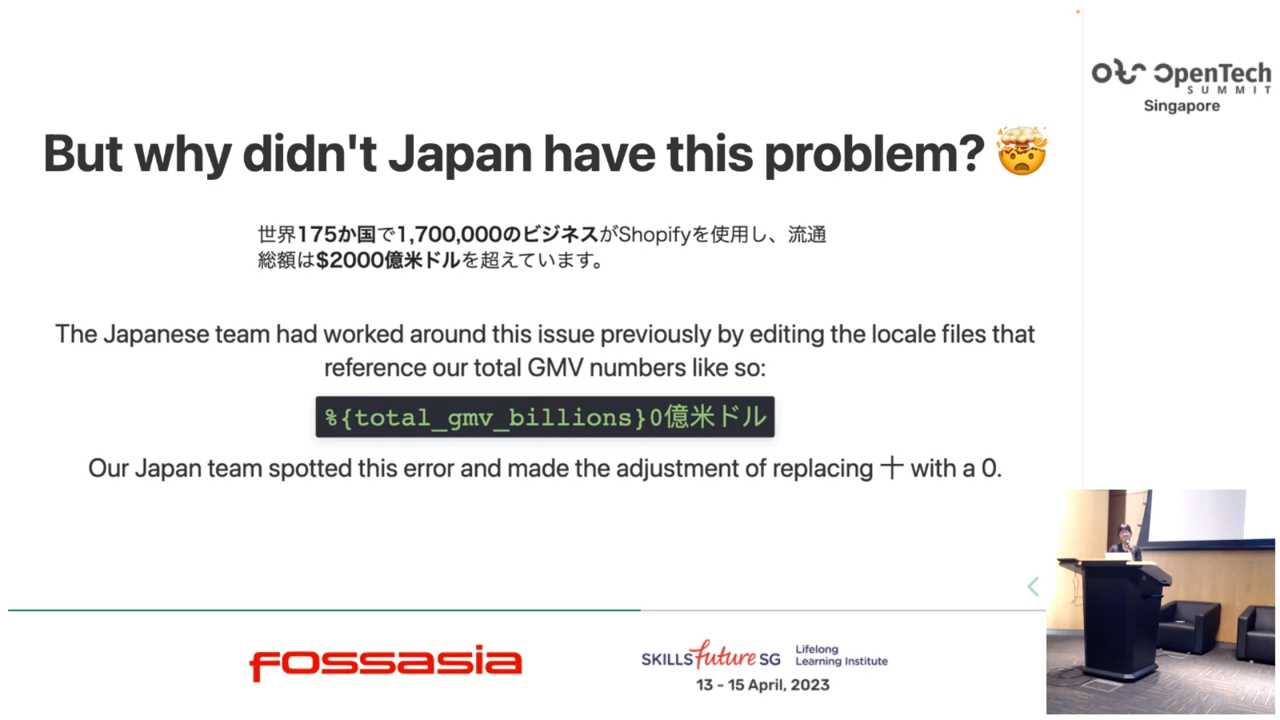 But why didn't Japan have this problem? 🤯
世界175か国で1,700,000のビジネスがShopifyを使用し、流通
総額は$2000億米ドルを超えています。
The Japanese team had worked around this issue previously by editing the locale files that
reference our total GMV numbers like so:
%{total_gmv_billions}0億米ドル
Our Japan team spotted this error and made the adjustment of replacing 十 with a 0.
OpenTech
SUMMIT
Singapore
fossasia
SKILLSfuture SG
Lifelong
Learning Institute
13 - 15 April, 2023